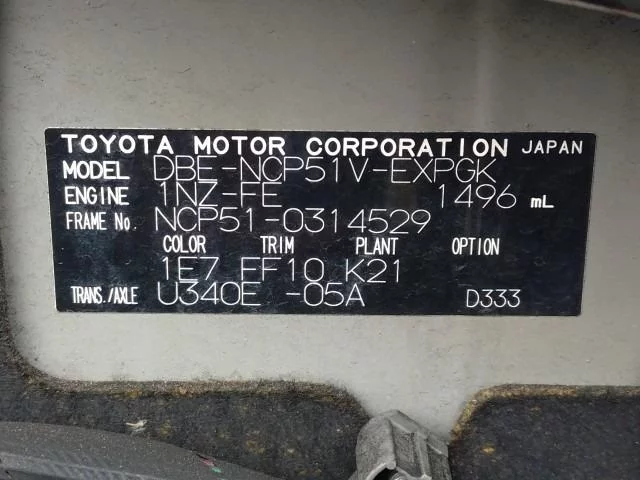 TOYOTA MOTOR CORPORATION JAPAN
MODEL DBE-NCP51V-EXPGK
ENGINE 1NZ-FE 1496 mL
FRAME No. NCP51-0314529
COLOR TRIM PLANT OPTION
1E7 FF10 K21
TRANS./AXLE U340E -05A D333